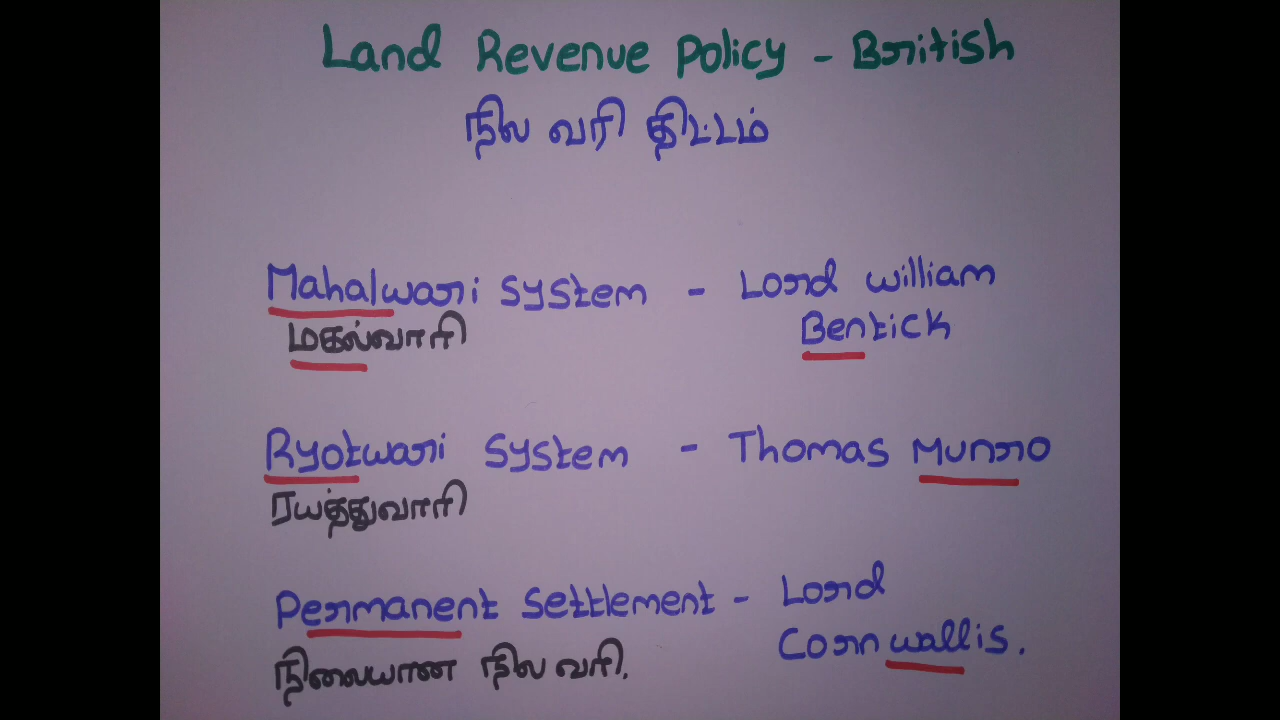 Land Revenue Policy - British
நில வரி திட்டம்
Mahalwari System - Lord william
மகல்வாரி Bentick
Ryotwari System - Thomas Munro
ரயத்துவாரி
Permanent Settlement - Lord
Cornwallis.
நிலையான நில வரி.